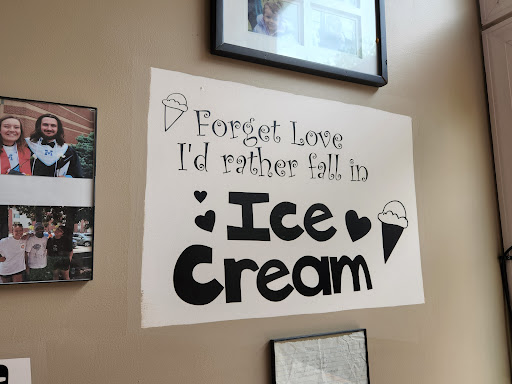 Forget Love
I'd rather fall in
Ice
Cream